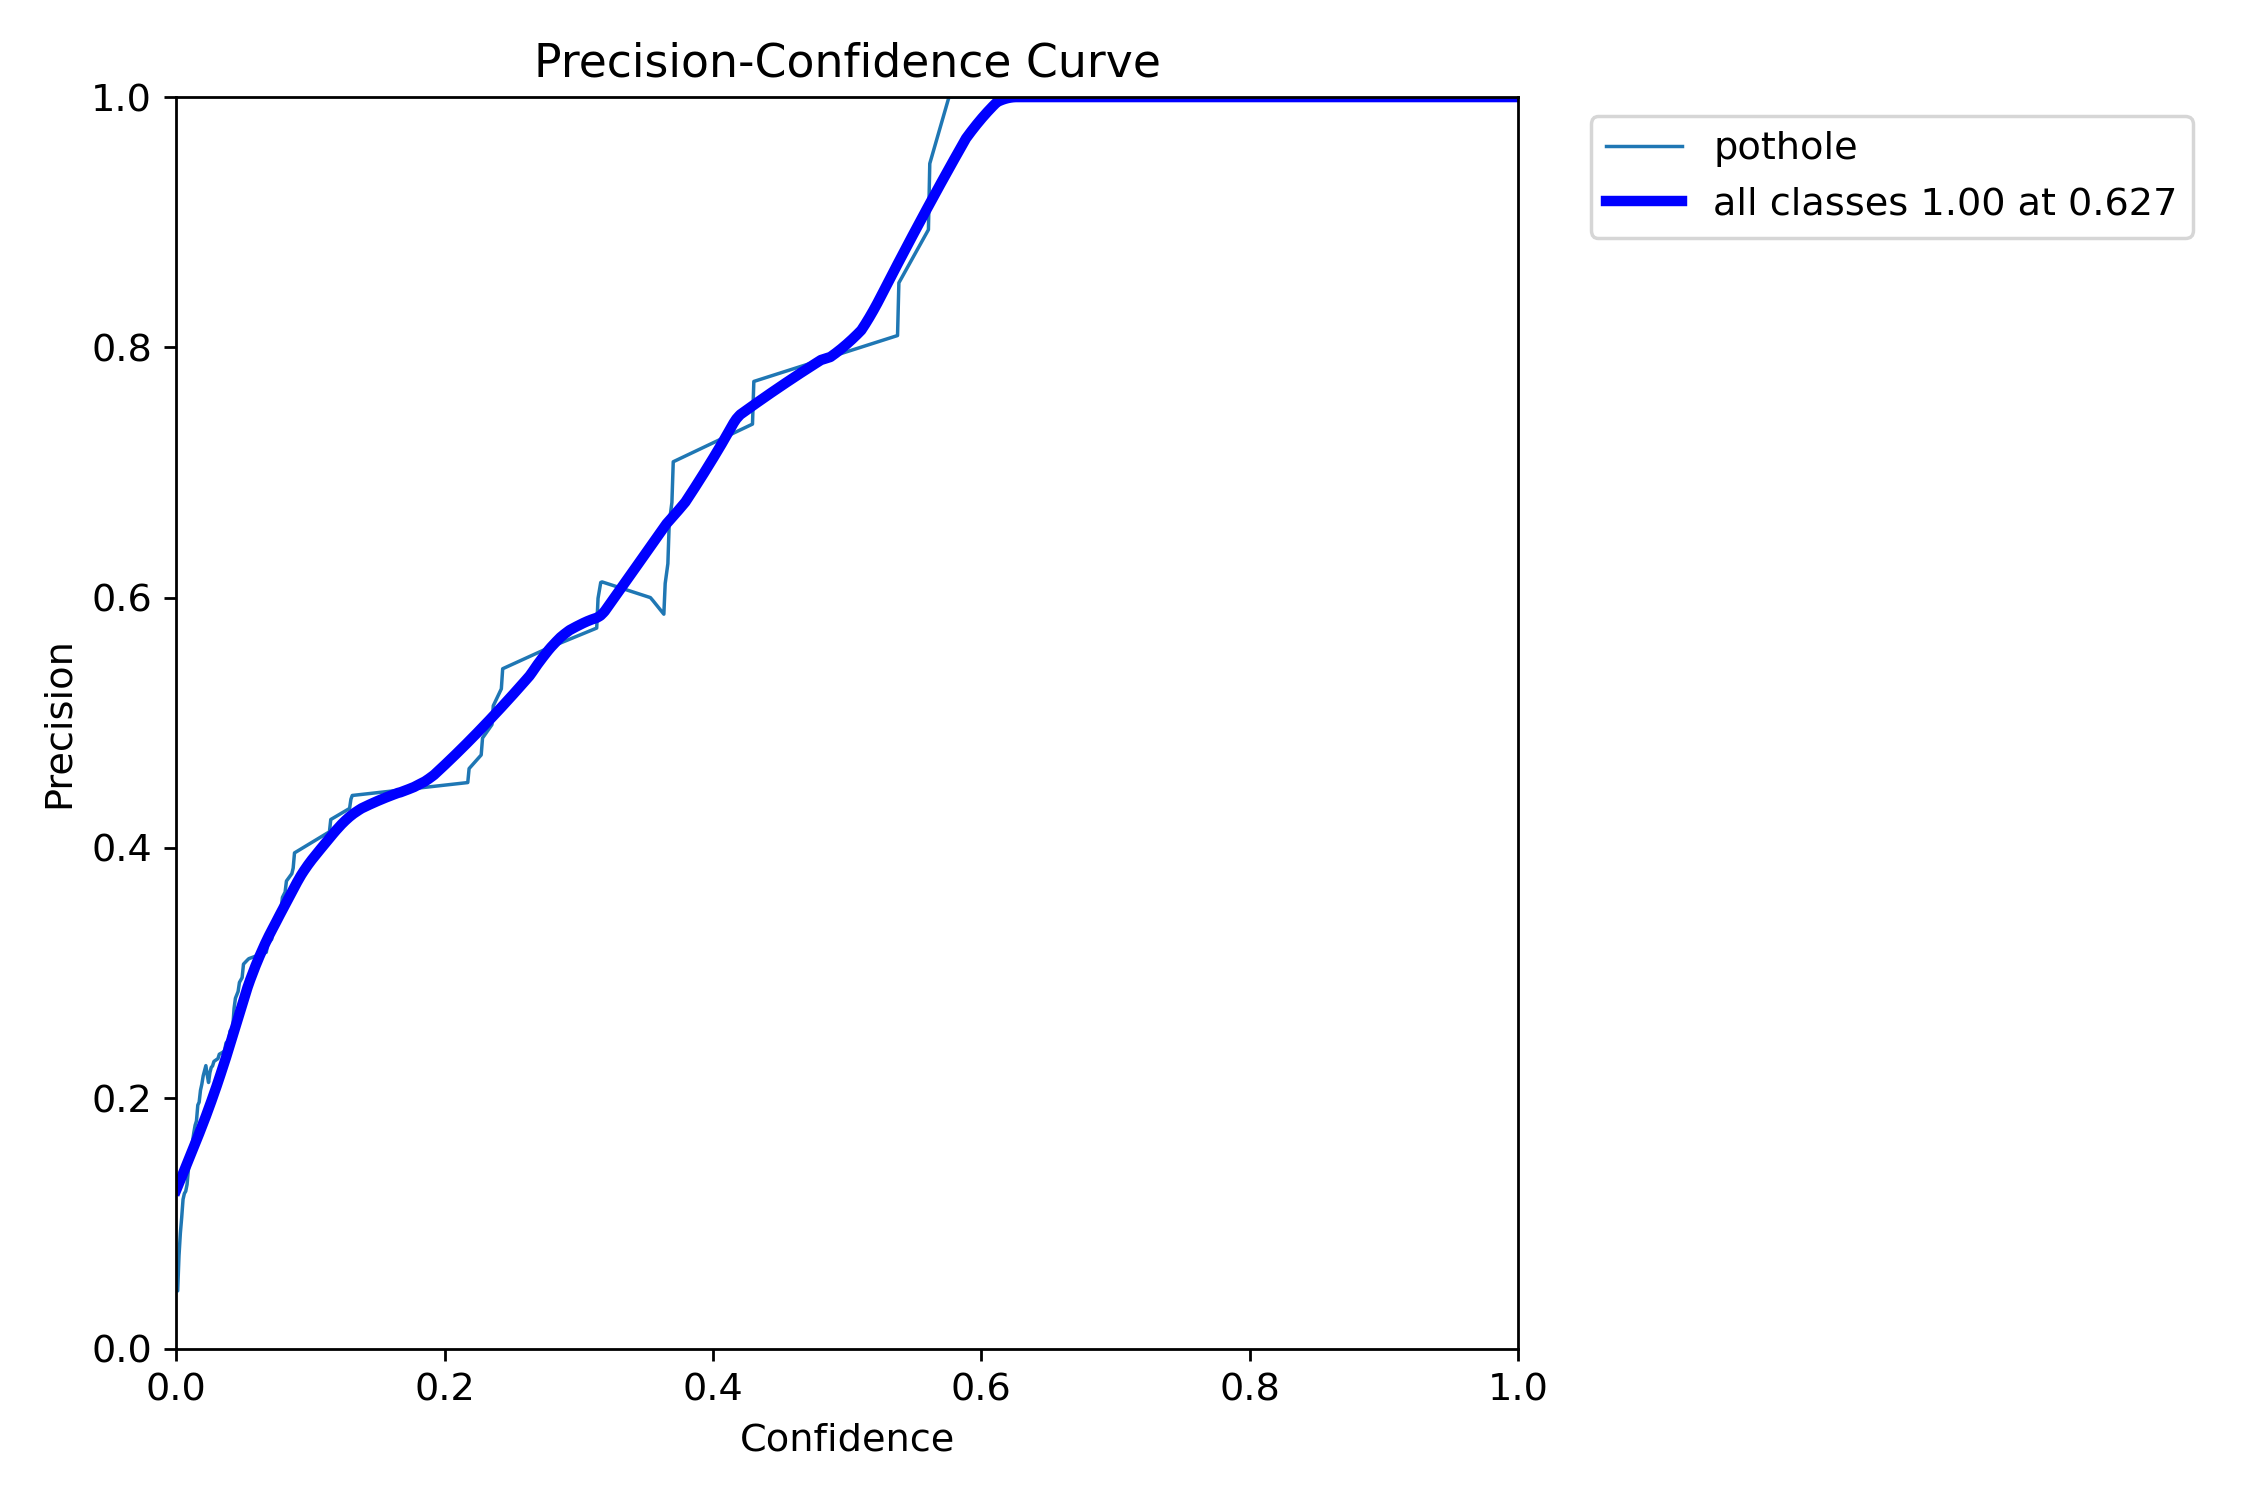 Precision-Confidence Curve
1.0
0.8
0.6
0.4
0.2
0.0
Precision
0.0 0.2 0.4 0.6 0.8 1.0
Confidence
pothole
all classes 1.00 at 0.627